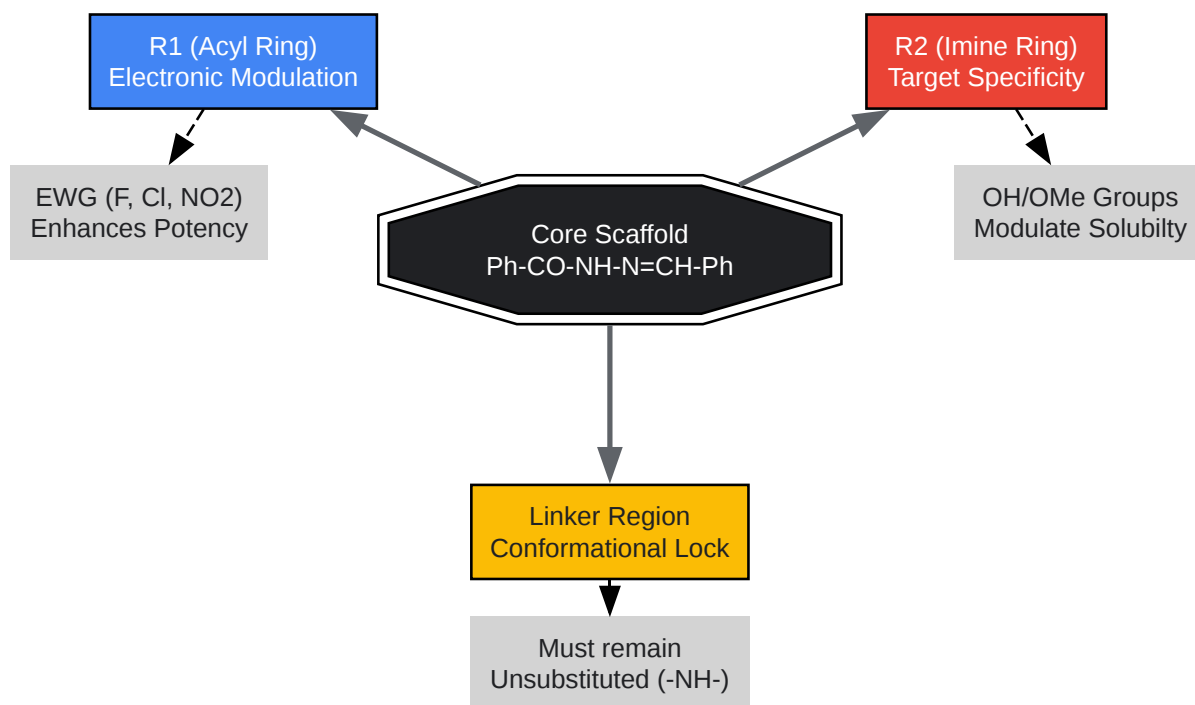 R1 (Acyl Ring)
Electronic Modulation
R2 (Imine Ring)
Target Specificity
EWG (F, Cl, NO2)
Enhances Potency
OH/OMe Groups
Modulate Solubilty
Core Scaffold
Ph-CO-NH-N=CH-Ph
Linker Region
Conformational Lock
Must remain
Unsubstituted (-NH-)